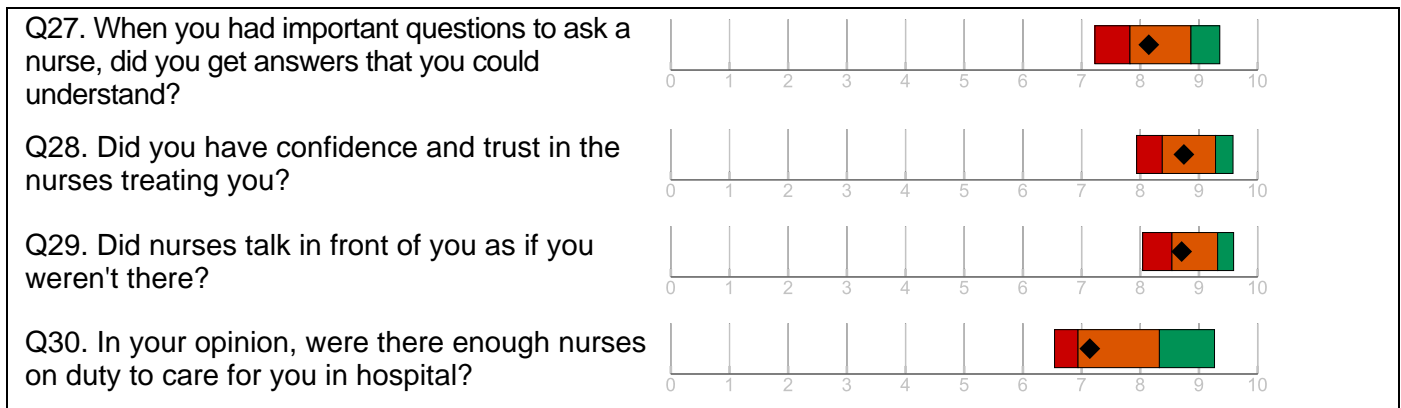 Q27. When you had important questions to ask a
nurse, did you get answers that you could
understand?
0 1 2 3 4 5 6 7 8 9 10
Q28. Did you have confidence and trust in the
nurses treating you?
0 1 2 3 4 5 6 7 8 9 10
Q29. Did nurses talk in front of you as if you
weren't there?
0 1 2 3 4 5 6 7 8 9 10
Q30. In your opinion, were there enough nurses
on duty to care for you in hospital?
0 1 2 3 4 5 6 7 8 9 10